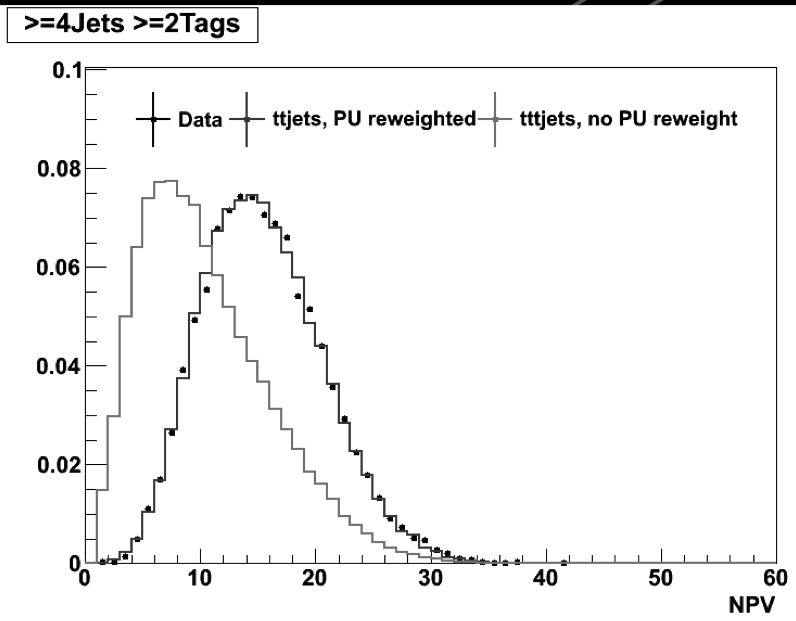 >=4Jets >=2Tags
0.1
Data ttjets, PU reweighted tttjets, no PU reweight
0.08
0.06
0.04
0.02
0
0 10 20 30 40 50 60
NPV